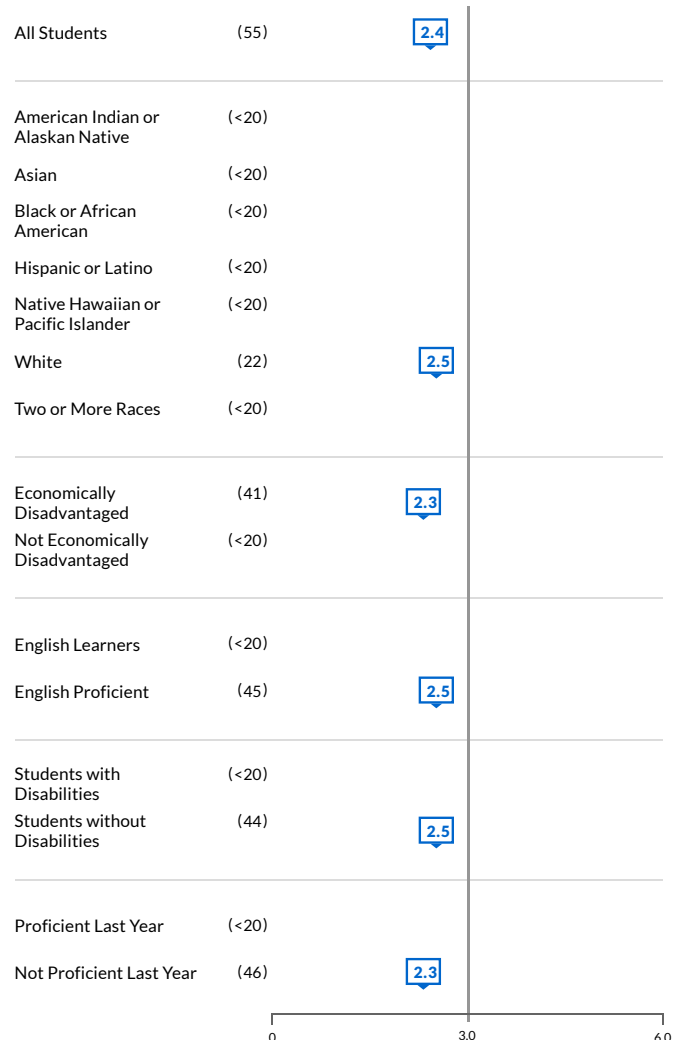 All Students (55) 2.4
American Indian or (<20)
Alaskan Native
Asian (<20)
Black or African (<20)
American
Hispanic or Latino (<20)
Native Hawaiian or (<20)
Pacific Islander
White (22) 2.5
Two or More Races (<20)
Economically (41) 2.3
Disadvantaged
Not Economically (<20)
Disadvantaged
English Learners (<20)
English Proficient (45) 2.5
Students with (<20)
Disabilities
Students without (44) 2.5
Disabilities
Proficient Last Year (<20)
Not Proficient Last Year (46) 2.3
0 3.0 6.0